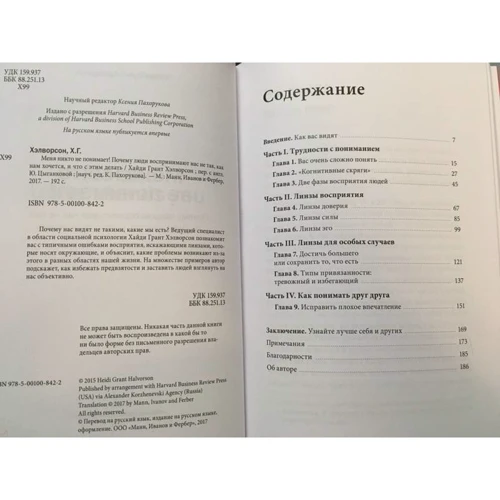 УДК 159.937
ББК 88.251.13
Х99
Научный редактор Ксения Пахорукова
Издано с разрешения Harvard Business Review Press,
a division of Harvard Business School Publishing Corporation
На русском языке публикуется впервые
Хэлворсон, Х.Г.
Х99
Меня никто не понимает! Почему люди воспринимают нас не так, как
нам хочется, и что с этим делать / Хайди Грант Хэлворсон ; пер. с англ.
Ю. Цыганковой ; [науч. ред. К. Пахорукова]. — М. : Манн, Иванов и Фербер,
2017. — 192 с.
ISBN 978-5-00100-842-2
Почему нас видят не такими, какие мы есть? Ведущий специалист
в области социальной психологии Хайди Грант Хэлворсон познакомит
вас с типичными ошибками восприятия, искажающими линзами, которые
носят окружающие, и объяснит, какие проблемы возникают из-за
этого в разных областях нашей жизни. На множестве примеров автор
подскажет, как избежать предвзятости и заставить людей взглянуть на
нас объективно.
УДК 159.937
ББК 88.251.13
Все права защищены. Никакая часть данной книги
не может быть воспроизведена в какой бы то
ни было форме без письменного разрешения владельцев
авторских прав.
ISBN 978-5-00100-842-2
© 2015 Heidi Grant Halverson
Published by arrangement with Harvard Business Review Press
(USA) via Alexander Korzhenevski Agency (Russia)
Translation © 2017 by Mann, Ivanov and Ferber
All rights reserved.
© Перевод на русский язык, издание на русском языке,
оформление. ООО «Манн, Иванов и Фербер», 2017
Содержание
Введение. Как вас видят 7
Часть I. Трудности с пониманием
Глава 1. Вас очень сложно понять 15
Глава 2. «Когнитивные скряги» 27
Глава 3. Две фазы восприятия людей 45
Часть II. Линзы восприятия
Глава 4. Линзы доверия 67
Глава 5. Линзы силы 85
Глава 6. Линзы эго 99
Часть III. Линзы для особых случаев
Глава 7. Достичь большего
или сохранить то, что есть 121
Глава 8. Типы привязанности:
тревожный и избегающий 137
Часть IV. Как понимать друг друга
Глава 9. Исправить плохое впечатление 151
Заключение. Узнайте лучше себя и других 169
Примечания 173
Благодарности 185
Об авторе 186